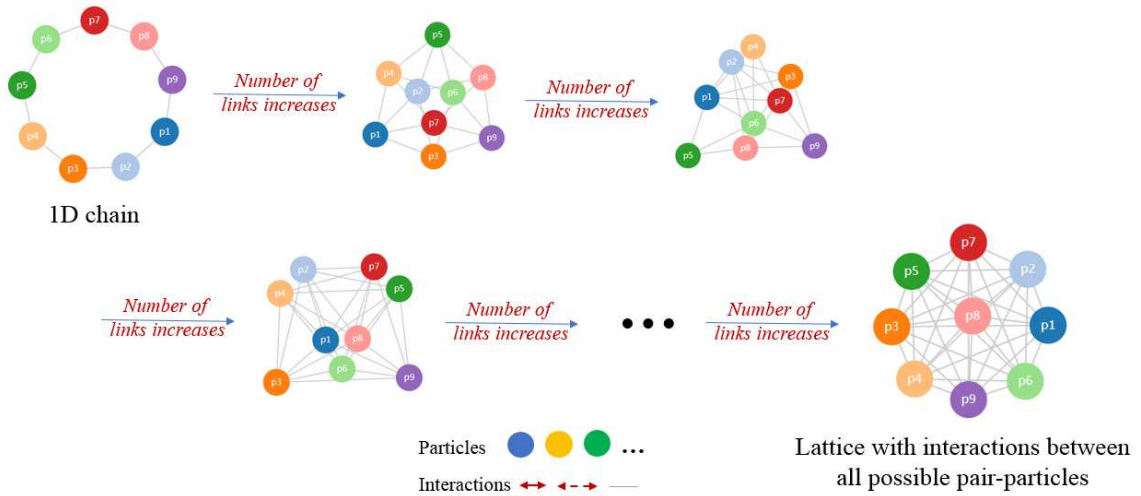 p7
p6
p8
p5
p9
p4
p1
p3
p2
1D chain
Number of
links increases
p5
p4
p8
p2
p6
p7
p1
p9
p3
Number of
links increases
p4
p2
p3
p1
p7
p6
p5
p8
p9
Number of
links increases
p2
p7
p4
p5
p1
p8
p6
p3
p9
Number of
links increases
...
Number of
links increases
p7
p5
p2
p8
p3
p1
p4
p6
p9
Lattice with interactions between
all possible pair-particles
Particles ...
Interactions